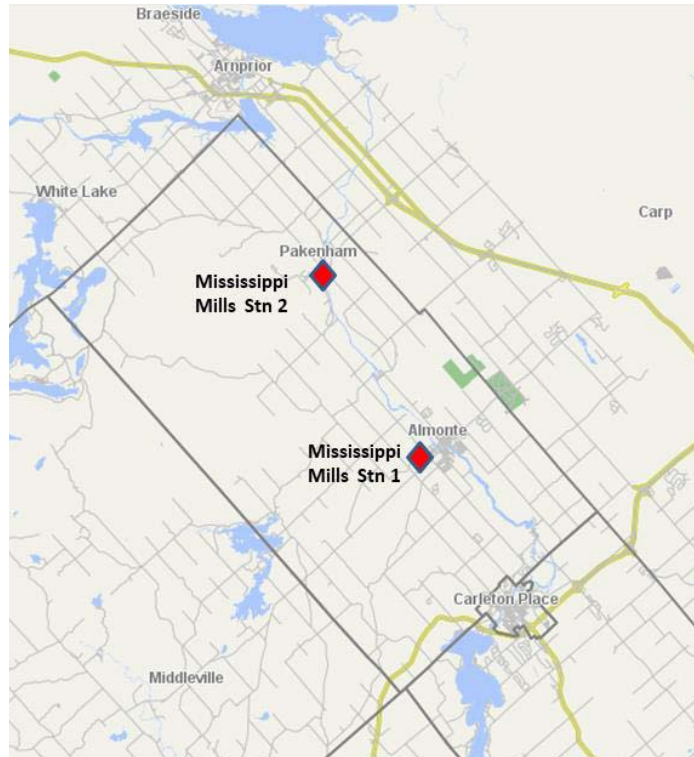 Braeside
Arnprior
White Lake
Carp
Pakenham
Mississippi
Mills Stn 2
Almonte
Mississippi
Mills Stn 1
Carleton Place
Middleville